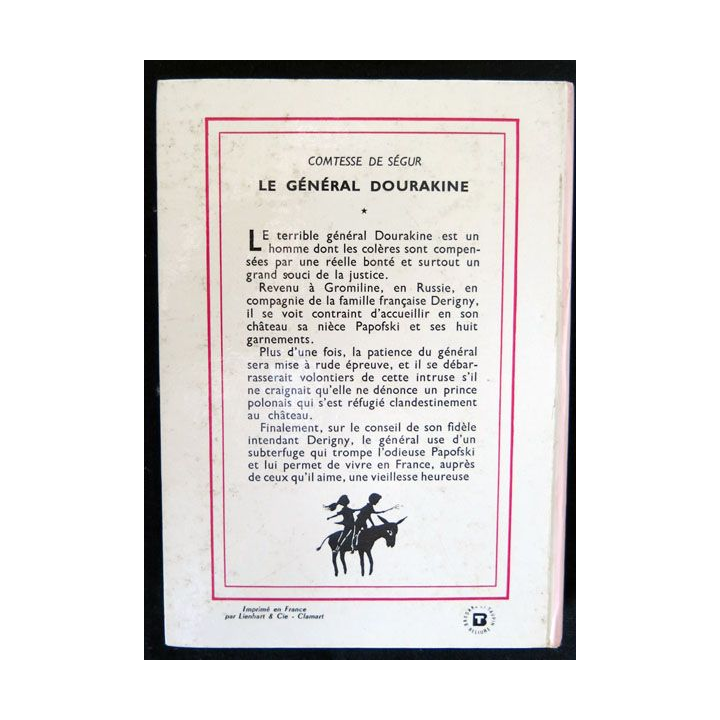 COMTESSE DE SÉGUR
LE GÉNÉRAL DOURAKINE
★
LE terrible général Dourakine est un
homme dont les colères sont compen-
sées par une réelle bonté et surtout un
grand souci de la justice.
Revenu à Gromiline, en Russie, en
compagnie de la famille française Derigny,
il se voit contraint d'accueillir en son
château sa nièce Papofski et ses huit
garnements.
Plus d'une fois, la patience du général
sera mise à rude épreuve, et il se débar-
rasserait volontiers de cette intruse s'il
ne craignait qu'elle ne dénonce un prince
polonais qui s'est réfugié clandestinement
au château.
Finalement, sur le conseil de son fidèle
intendant Derigny, le général use d'un
subterfuge qui trompe l'odieuse Papofski
et lui permet de vivre en France, auprès
de ceux qu'il aime, une vieillesse heureuse
Imprimé en France
par Lienhart & Cie - Clamart